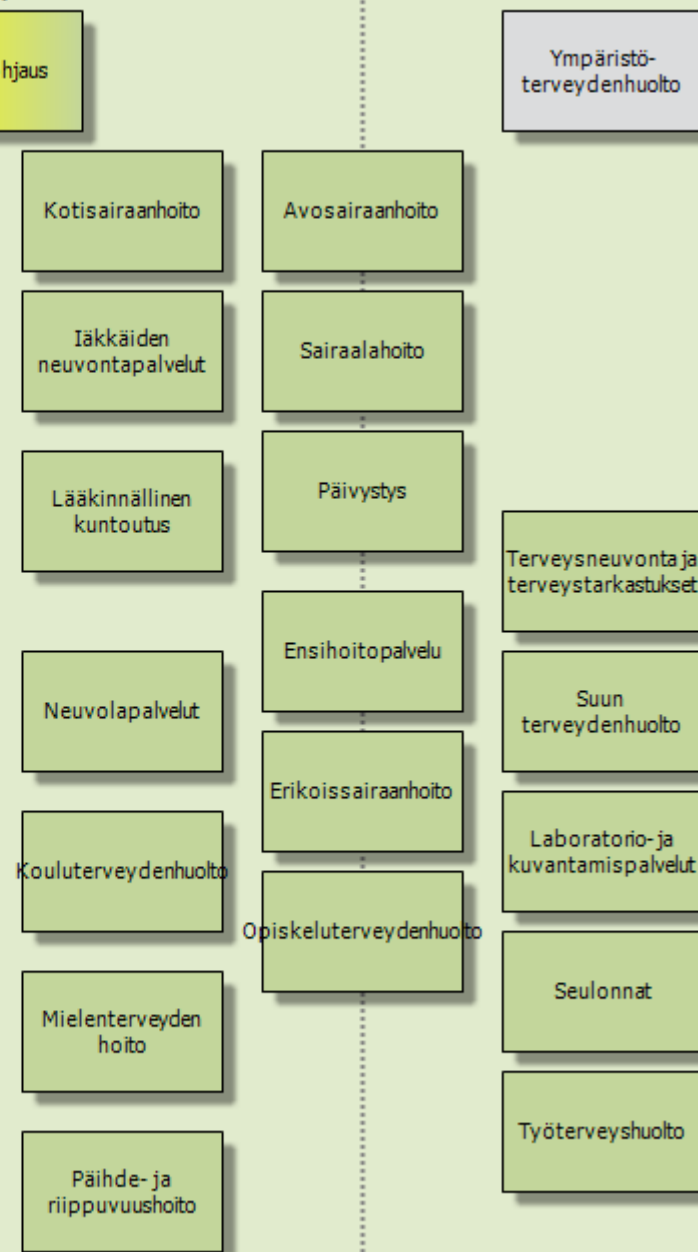 hjaus
Ympäristö-
terveydenhuolto
Kotisairaanhoito
Avosairaanhoito
Iäkkäiden
neuvontapalvelut
Sairaalahoito
Lääkinnällinen
kuntoutus
Päivystys
Terveysneuvonta ja
terveystarkastukset
Neuvolapalvelut
Ensihoitopalvelu
Suun
terveydenhuolto
Kouluterveydenhuolto
Erikoissairaanhoito
Laboratorio- ja
kuvantamispalvelut
Opiskeluterveydenhuolto
Mielenterveyden
hoito
Seulonnat
Päihde- ja
riippuvuushoito
Työterveyshuolto